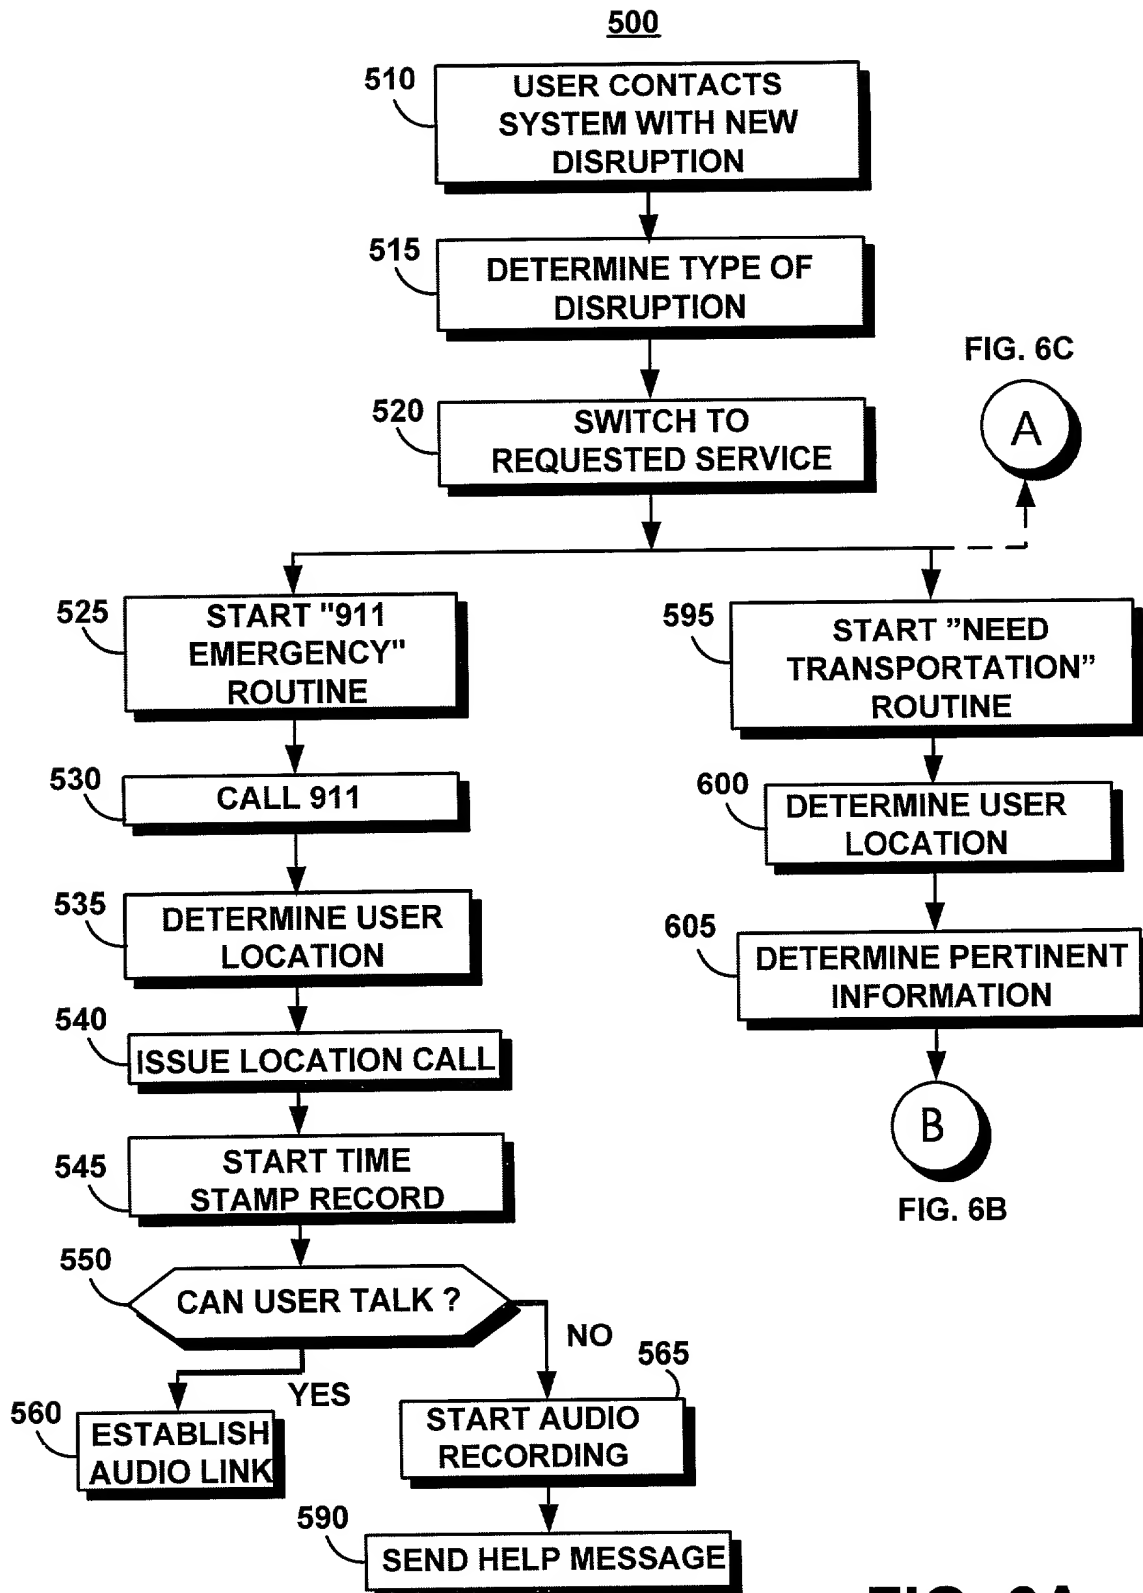 500
510
USER CONTACTS
SYSTEM WITH NEW
DISRUPTION
515
DETERMINE TYPE OF
DISRUPTION
FIG. 6C
A
520
SWITCH TO
REQUESTED SERVICE
525
START "911
EMERGENCY"
ROUTINE
530
CALL 911
535
DETERMINE USER
LOCATION
540
ISSUE LOCATION CALL
545
START TIME
STAMP RECORD
550
CAN USER TALK ?
YES
NO
560
ESTABLISH
AUDIO LINK
565
START AUDIO
RECORDING
590
SEND HELP MESSAGE
595
START ”NEED
TRANSPORTATION”
ROUTINE
600
DETERMINE USER
LOCATION
605
DETERMINE PERTINENT
INFORMATION
B
FIG. 6B